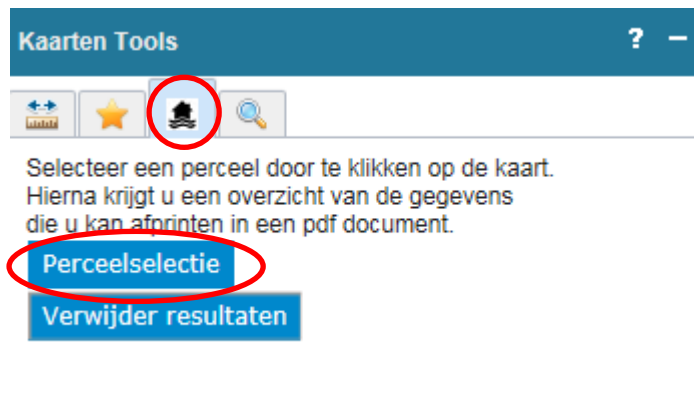 Kaarten Tools ? –
Selecteer een perceel door te klikken op de kaart.
Hierna krijgt u een overzicht van de gegevens
die u kan afprinten in een pdf document.
Perceelselectie
Verwijder resultaten